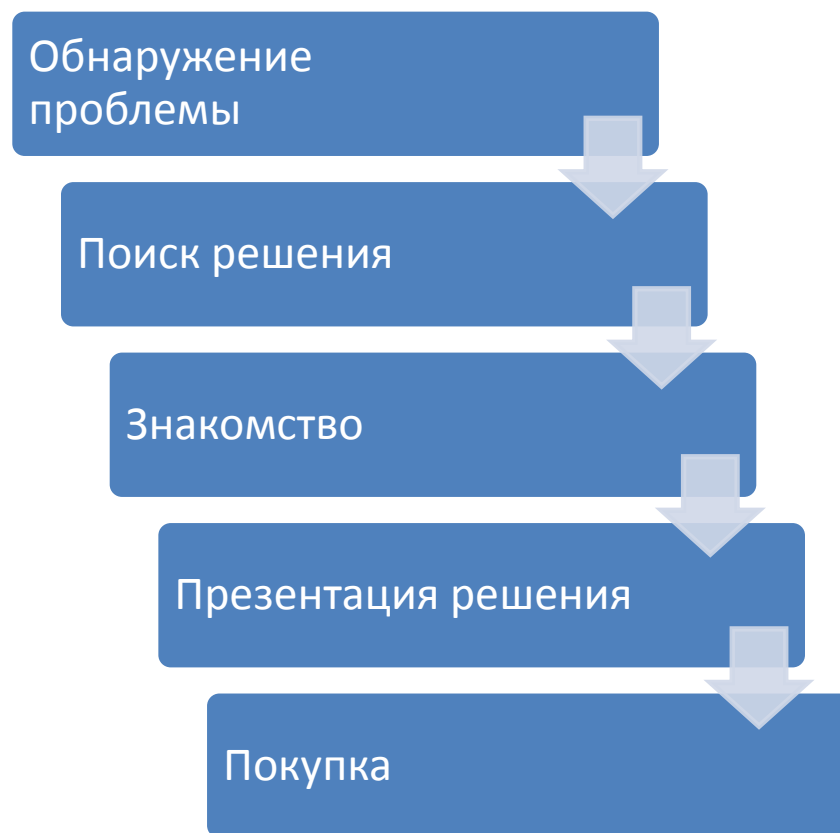 Обнаружение
проблемы
Поиск решения
Знакомство
Презентация решения
Покупка